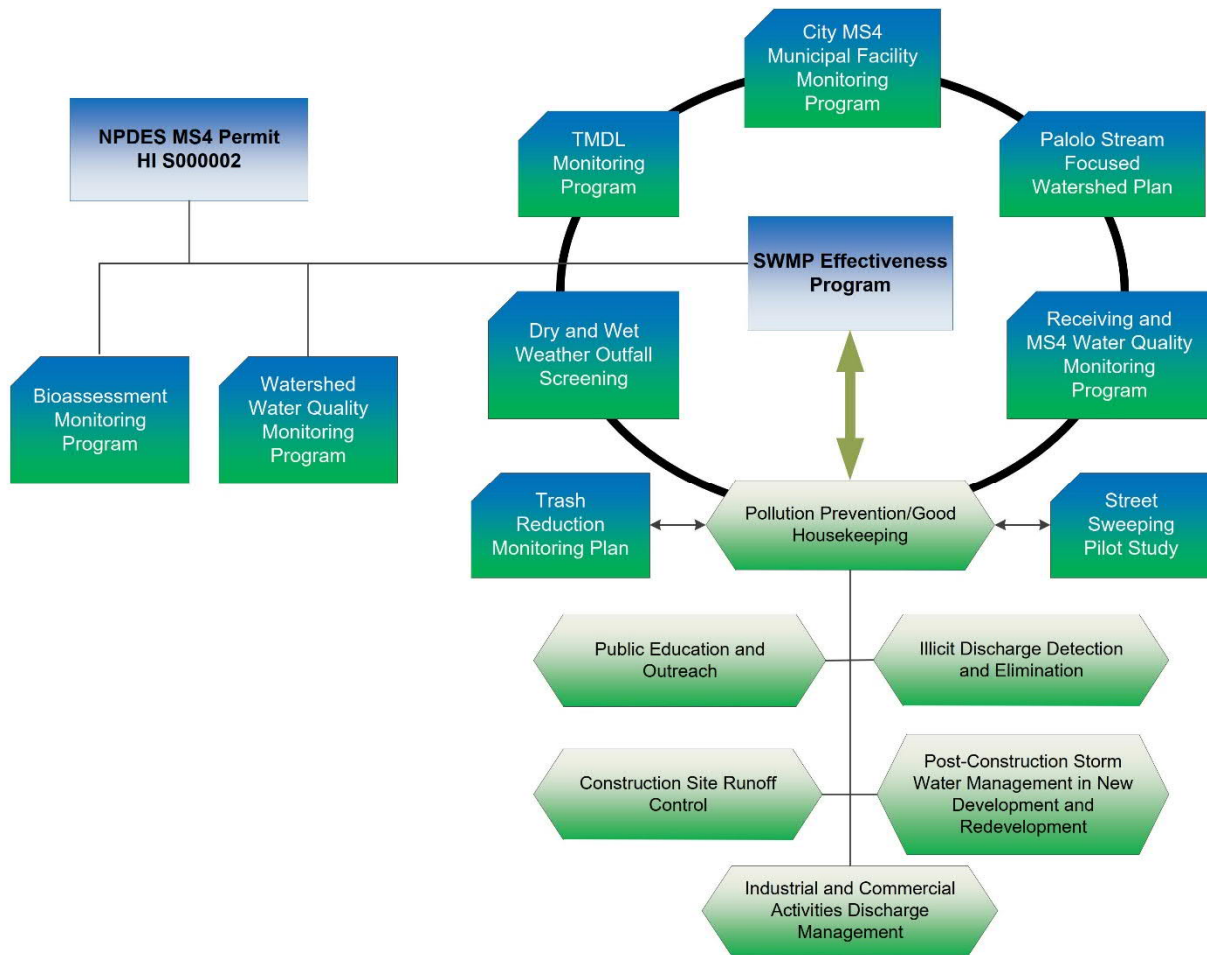 City MS4
Municipal Facility
Monitoring
Program
NPDES MS4 Permit
HI S000002
TMDL
Monitoring
Program
Palolo Stream
Focused
Watershed Plan
SWMP Effectiveness
Program
Dry and Wet
Weather Outfall
Screening
Receiving and
MS4 Water Quality
Monitoring
Program
Bioassessment
Monitoring
Program
Watershed
Water Quality
Monitoring
Program
Trash
Reduction
Monitoring Plan
Pollution Prevention/Good
Housekeeping
Street
Sweeping
Pilot Study
Public Education and
Outreach
Illicit Discharge Detection
and Elimination
Construction Site Runoff
Control
Post-Construction Storm
Water Management in New
Development and
Redevelopment
Industrial and Commercial
Activities Discharge
Management